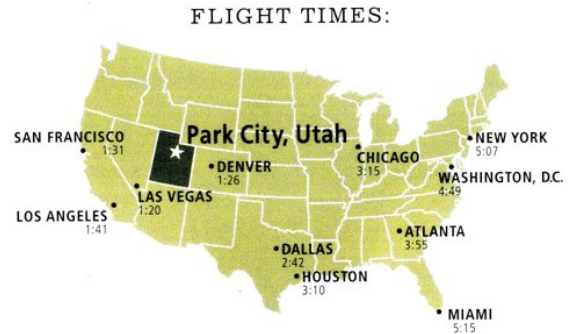 FLIGHT TIMES:
Park City, Utah
SAN FRANCISCO
1:31
DENVER
1:26
CHICAGO
3:15
NEW YORK
5:07
WASHINGTON, D.C.
4:49
LAS VEGAS
1:20
LOS ANGELES
1:41
DALLAS
2:42
HOUSTON
3:10
ATLANTA
3:55
MIAMI
5:15